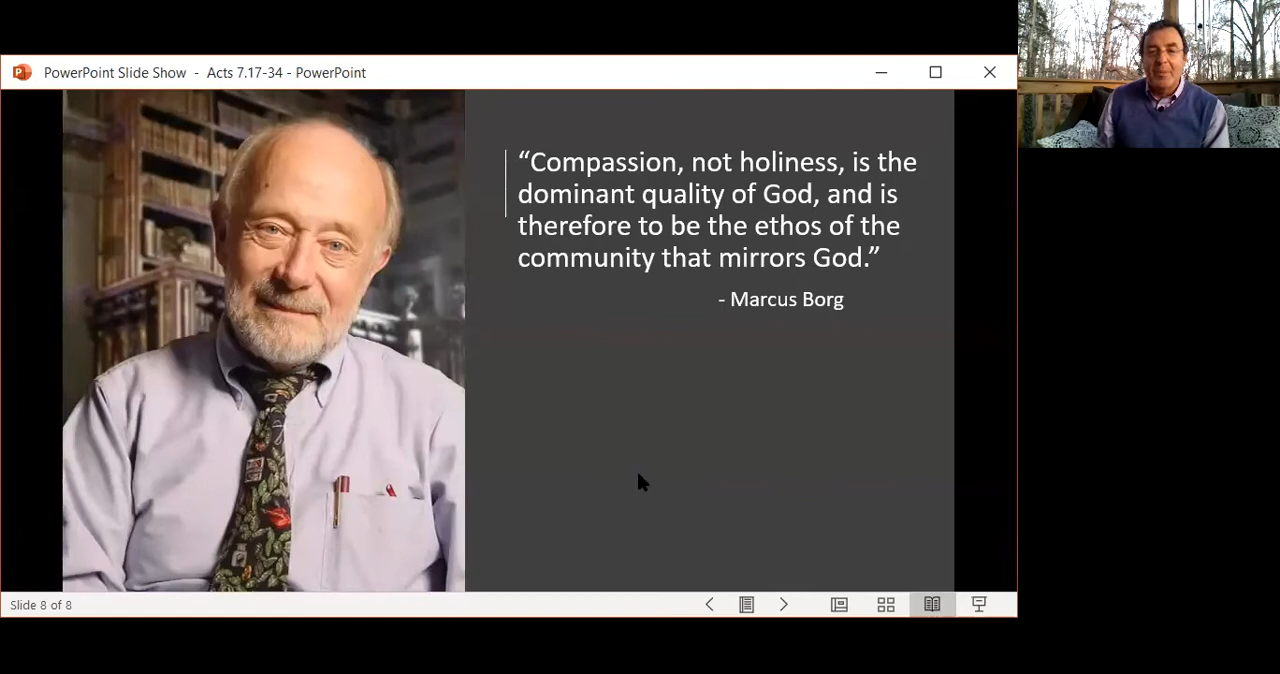 PowerPoint Slide Show - Acts 7.17-34 - PowerPoint
“Compassion, not holiness, is the
dominant quality of God, and is
therefore to be the ethos of the
community that mirrors God.”
- Marcus Borg
Slide 8 of 8